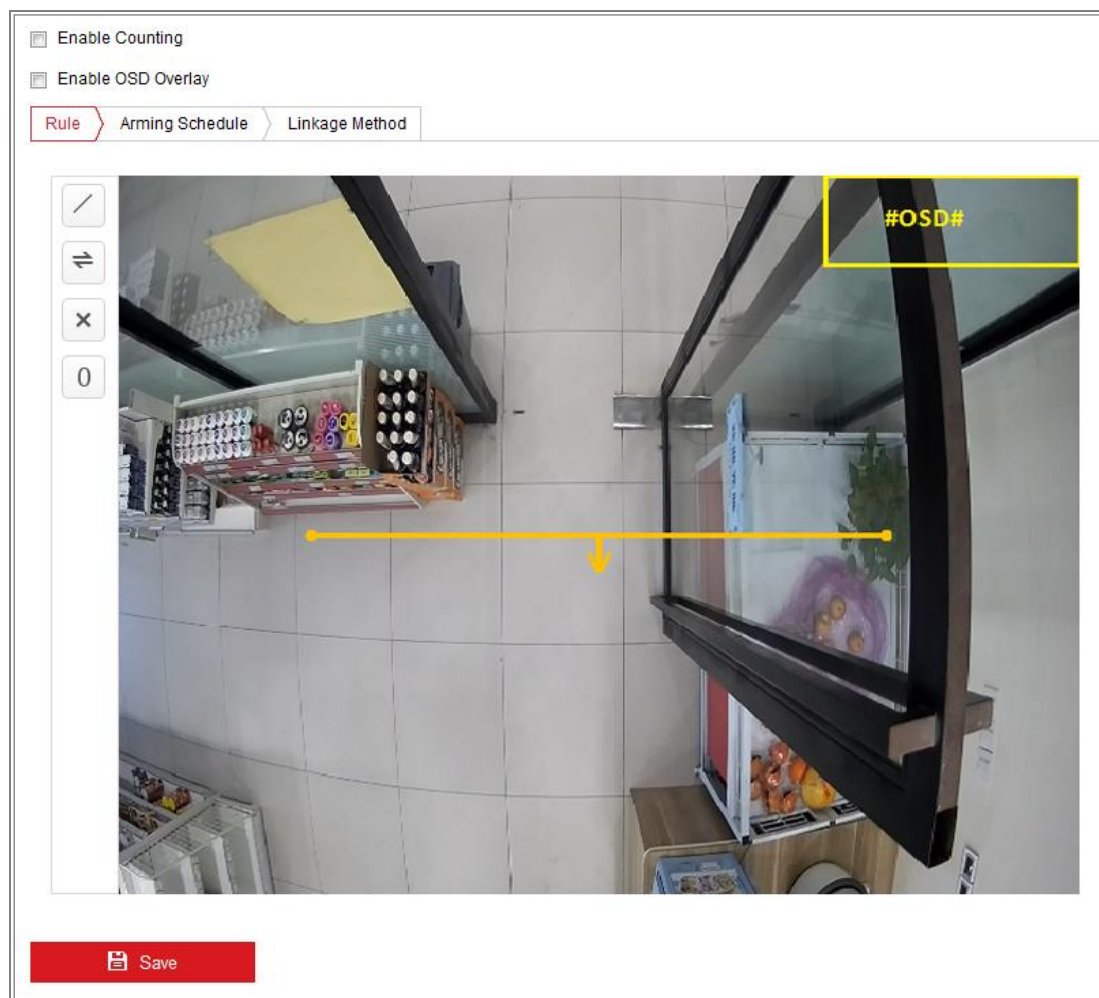 Enable Counting
Enable OSD Overlay
Rule Arming Schedule Linkage Method
#OSD#
0
Save